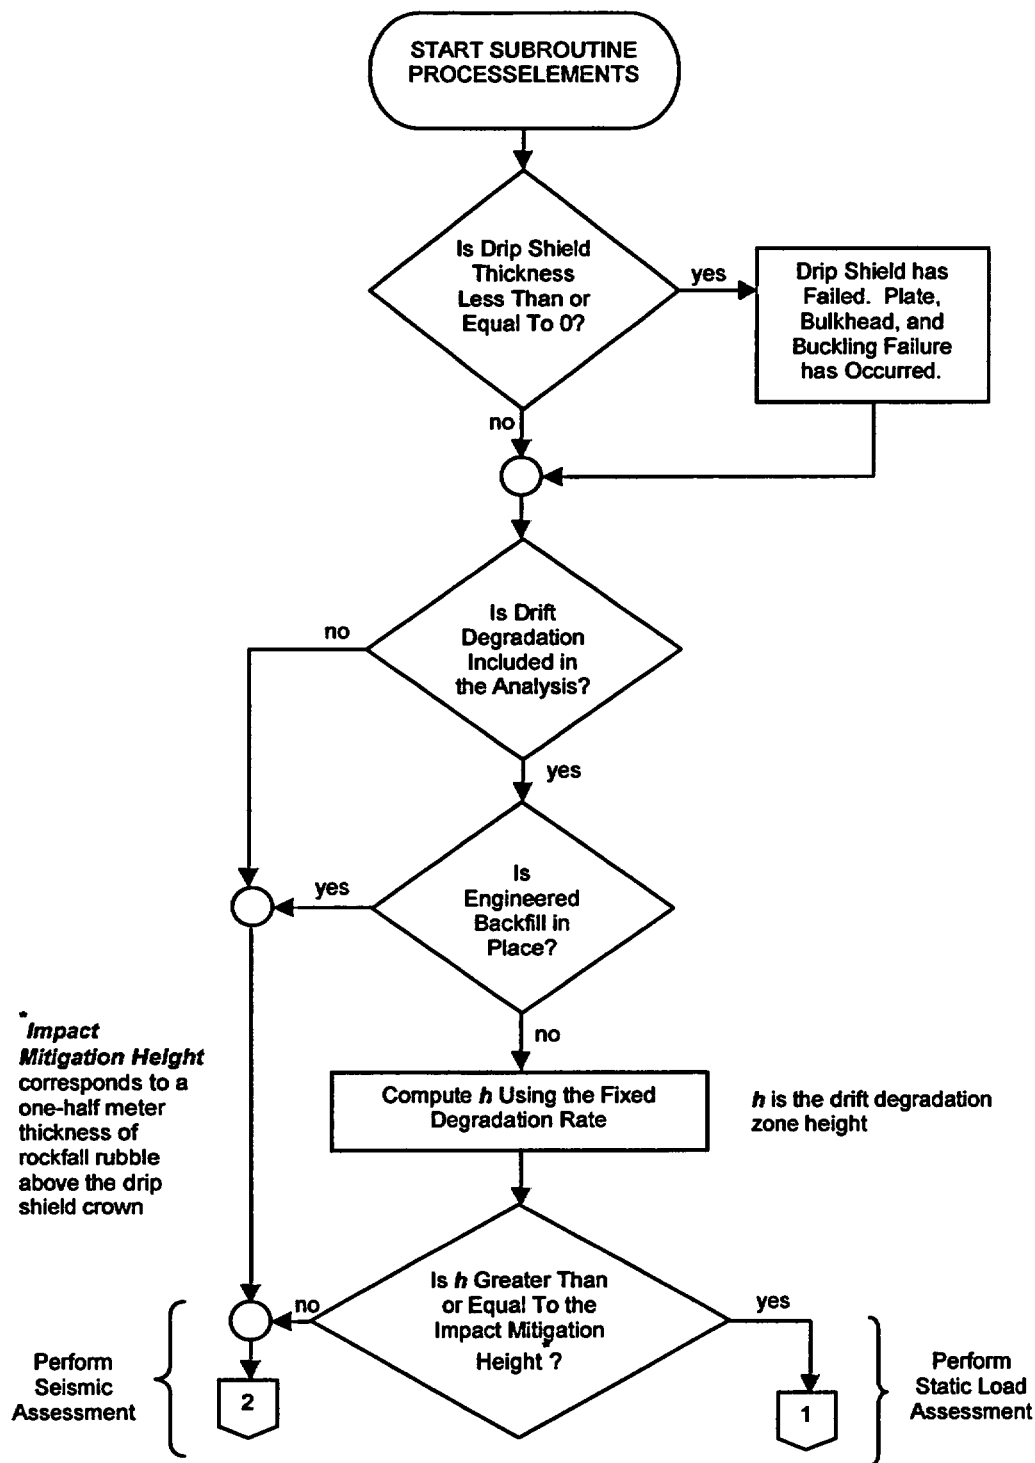 START SUBROUTINE
PROCESSELEMENTS
Is Drip Shield
Thickness
Less Than or
Equal To 0?
yes
Drip Shield has
Failed. Plate,
Bulkhead, and
Buckling Failure
has Occurred.
no
Is Drift
Degradation
Included in
the Analysis?
no
yes
Is
Engineered
Backfill in
Place?
yes
no
*Impact
Mitigation Height
corresponds to a
one-half meter
thickness of
rockfall rubble
above the drip
shield crown
Compute h Using the Fixed
Degradation Rate
h is the drift degradation
zone height
Is h Greater Than
or Equal To the
Impact Mitigation
Height*?
no
yes
Perform
Seismic
Assessment
2
1
Perform
Static Load
Assessment